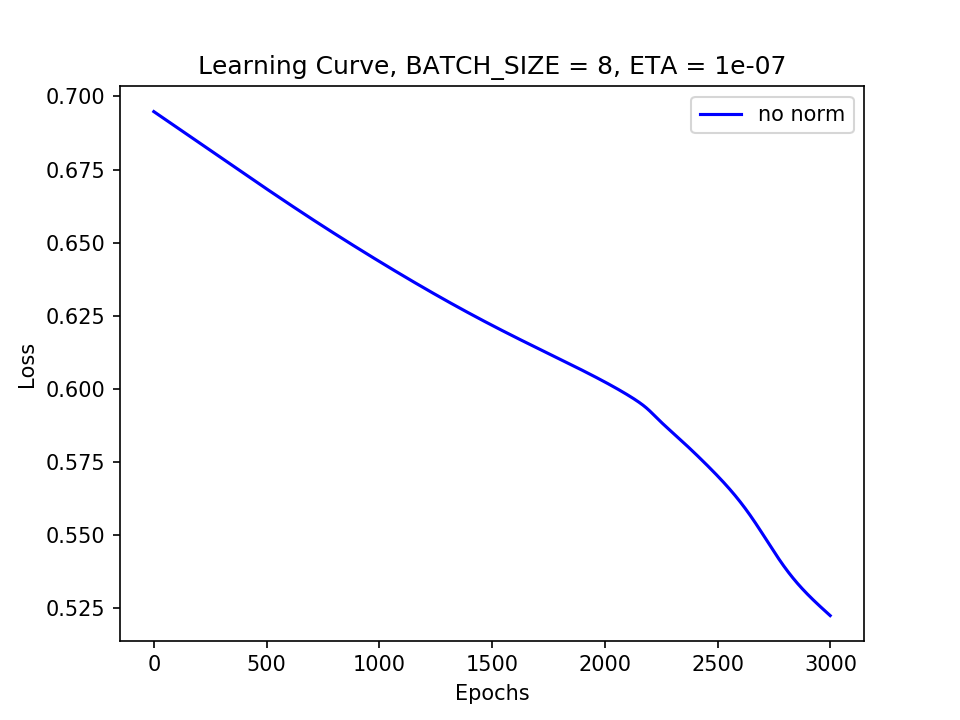 Learning Curve, BATCH_SIZE = 8, ETA = 1e-07
no norm
0.700
0.675
0.650
0.625
0.600
0.575
0.550
0.525
Loss
0 500 1000 1500 2000 2500 3000
Epochs